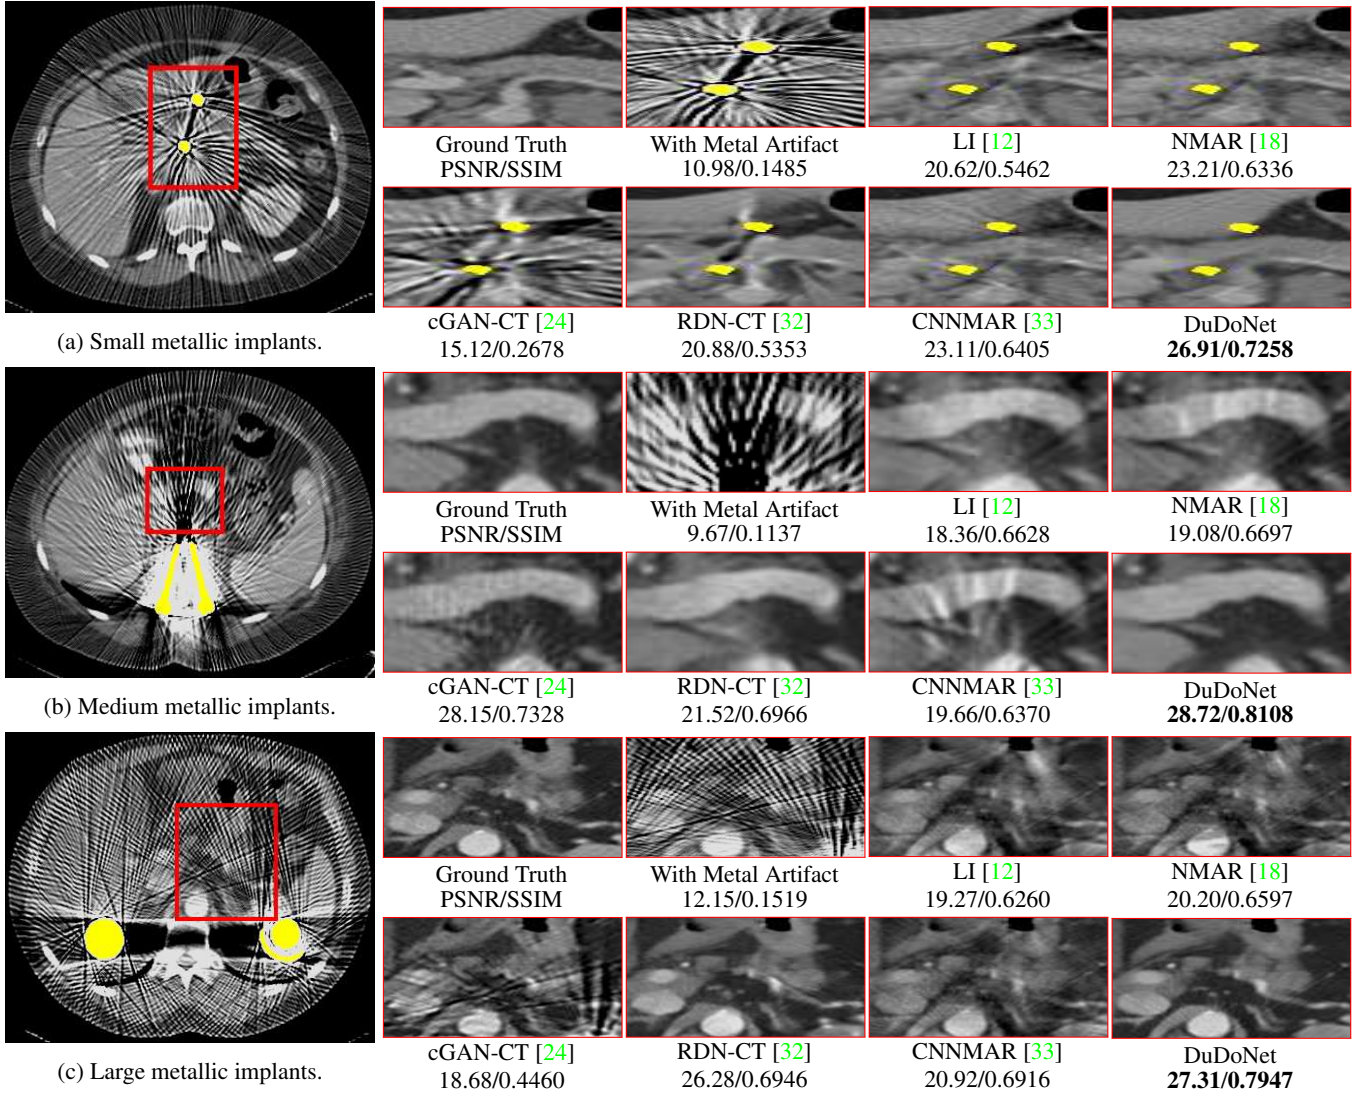 Ground Truth
PSNR/SSIM
With Metal Artifact
10.98/0.1485
LI [12]
20.62/0.5462
NMAR [18]
23.21/0.6336
cGAN-CT [24]
15.12/0.2678
RDN-CT [32]
20.88/0.5353
CNNMAR [33]
23.11/0.6405
DuDoNet
26.91/0.7258
(a) Small metallic implants.
Ground Truth
PSNR/SSIM
With Metal Artifact
9.67/0.1137
LI [12]
18.36/0.6628
NMAR [18]
19.08/0.6697
cGAN-CT [24]
28.15/0.7328
RDN-CT [32]
21.52/0.6966
CNNMAR [33]
19.66/0.6370
DuDoNet
28.72/0.8108
(b) Medium metallic implants.
Ground Truth
PSNR/SSIM
With Metal Artifact
12.15/0.1519
LI [12]
19.27/0.6260
NMAR [18]
20.20/0.6597
cGAN-CT [24]
18.68/0.4460
RDN-CT [32]
26.28/0.6946
CNNMAR [33]
20.92/0.6916
DuDoNet
27.31/0.7947
(c) Large metallic implants.